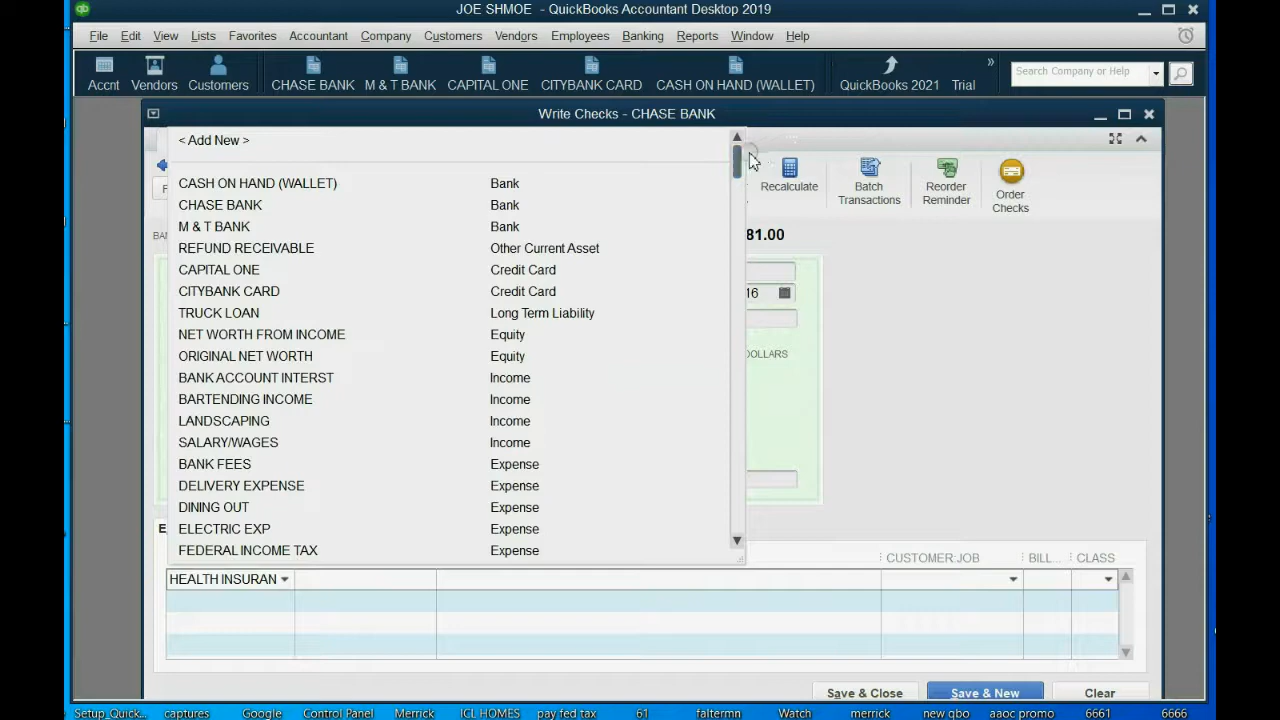 JOE SHMOE - QuickBooks Accountant Desktop 2019
File Edit View Lists Favorites Accountant Company Customers Vendors Employees Banking Reports Window Help
Accnt Vendors Customers CHASE BANK M & T BANK CAPITAL ONE CITYBANK CARD CASH ON HAND (WALLET) QuickBooks 2021 Trial » Search Company or Help
Write Checks - CHASE BANK
< Add New >
Recalculate Batch Transactions Reorder Reminder Order Checks
CASH ON HAND (WALLET) Bank
CHASE BANK Bank
M & T BANK Bank
81.00
REFUND RECEIVABLE Other Current Asset
CAPITAL ONE Credit Card
CITYBANK CARD Credit Card
16
TRUCK LOAN Long Term Liability
NET WORTH FROM INCOME Equity
ORIGINAL NET WORTH Equity
DOLLARS
BANK ACCOUNT INTERST Income
BARTENDING INCOME Income
LANDSCAPING Income
SALARY/WAGES Income
BANK FEES Expense
DELIVERY EXPENSE Expense
DINING OUT Expense
ELECTRIC EXP Expense
FEDERAL INCOME TAX Expense
CUSTOMER:JOB BILL... CLASS
HEALTH INSURAN
Save & Close Save & New Clear
Setup_Quick... captures Google Control Panel Merrick ICL HOMES pay fed tax 61 faltermn Watch merrick new qbo aaoc promo 6661 6666